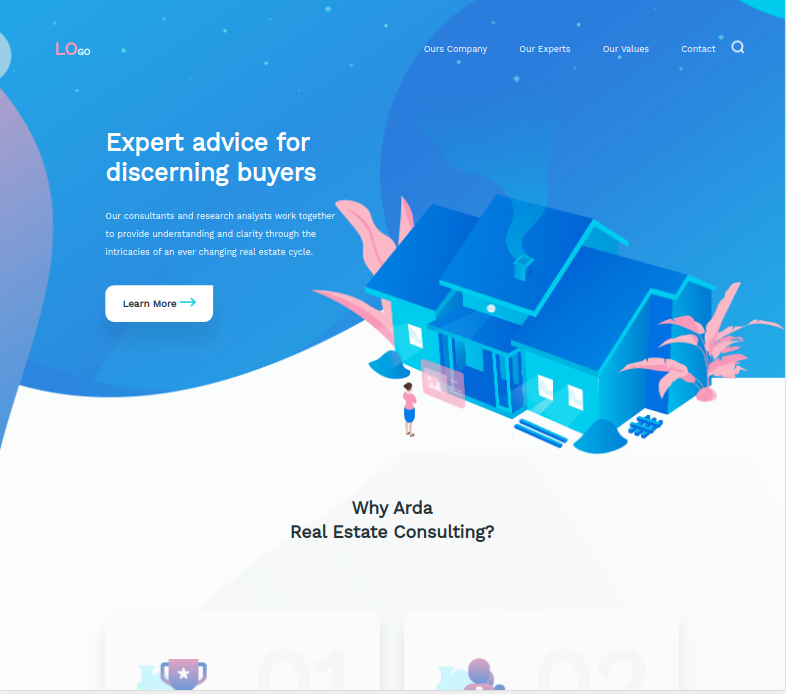 LOGO
Ours Company
Our Experts
Our Values
Contact
Expert advice for
discerning buyers
Our consultants and research analysts work together
to provide understanding and clarity through the
intricacies of an ever changing real estate cycle.
Learn More
Why Arda
Real Estate Consulting?
01
02